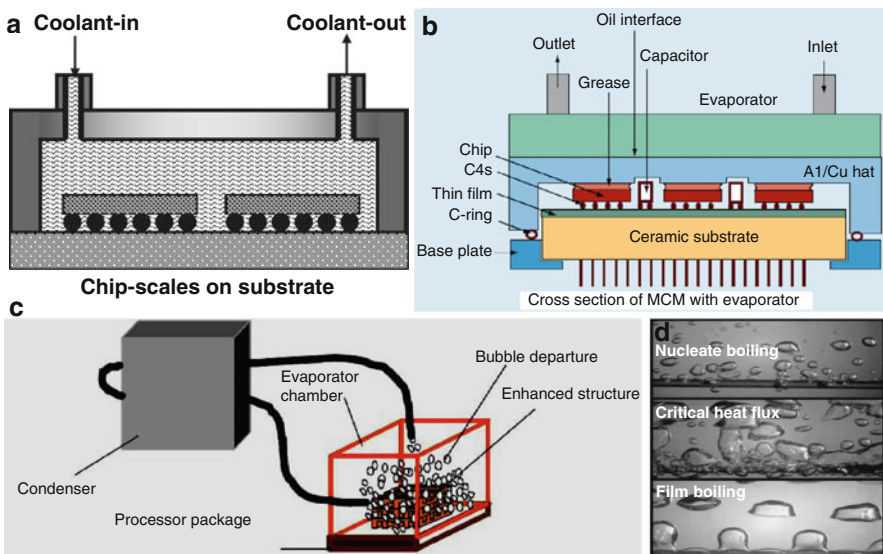 a
Coolant-in
Coolant-out
Chip-scales on substrate
b
Oil interface
Outlet
Capacitor
Inlet
Grease
Evaporator
Chip
C4s
A1/Cu hat
Thin film
C-ring
Ceramic substrate
Base plate
Cross section of MCM with evaporator
c
Bubble departure
Evaporator
chamber
Enhanced structure
Condenser
Processor package
d
Nucleate boiling
Critical heat flux
Film boiling